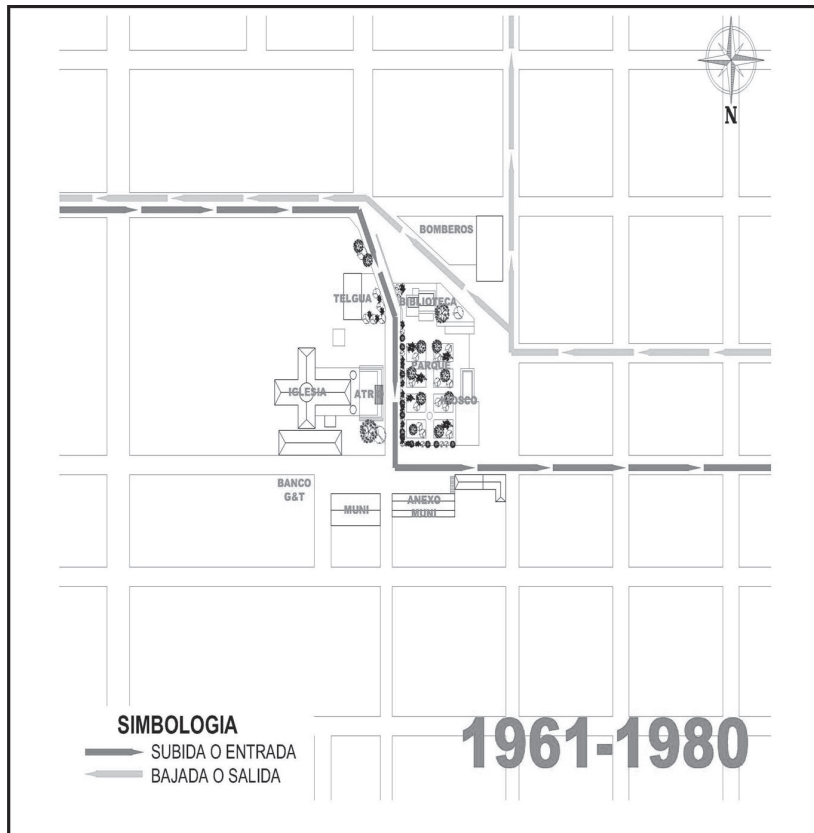 N
BOMBEROS
TELGUA
BIBLIOTECA
PARQUE
IGLESIA
ATRIO
KIOSCO
BANCO
G&T
MUNI
ANEXO
MUNI
SIMBOLOGIA
SUBIDA O ENTRADA
BAJADA O SALIDA
1961-1980